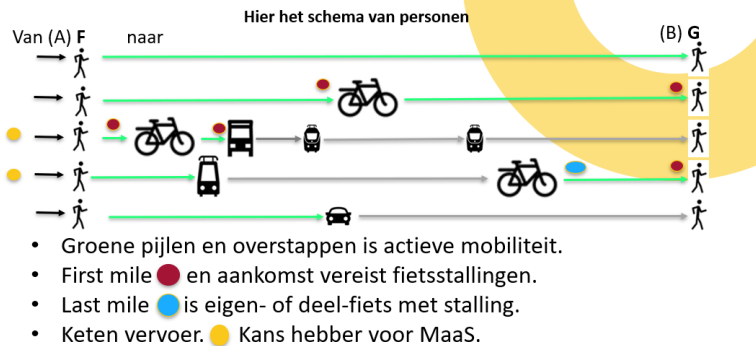 Hier het schema van personen
Van (A) F naar (B) G
• Groene pijlen en overstappen is actieve mobiliteit.
• First mile en aankomst vereist fietsstallingen.
• Last mile is eigen- of deel-fiets met stalling.
• Keten vervoer. Kans hebber voor MaaS.